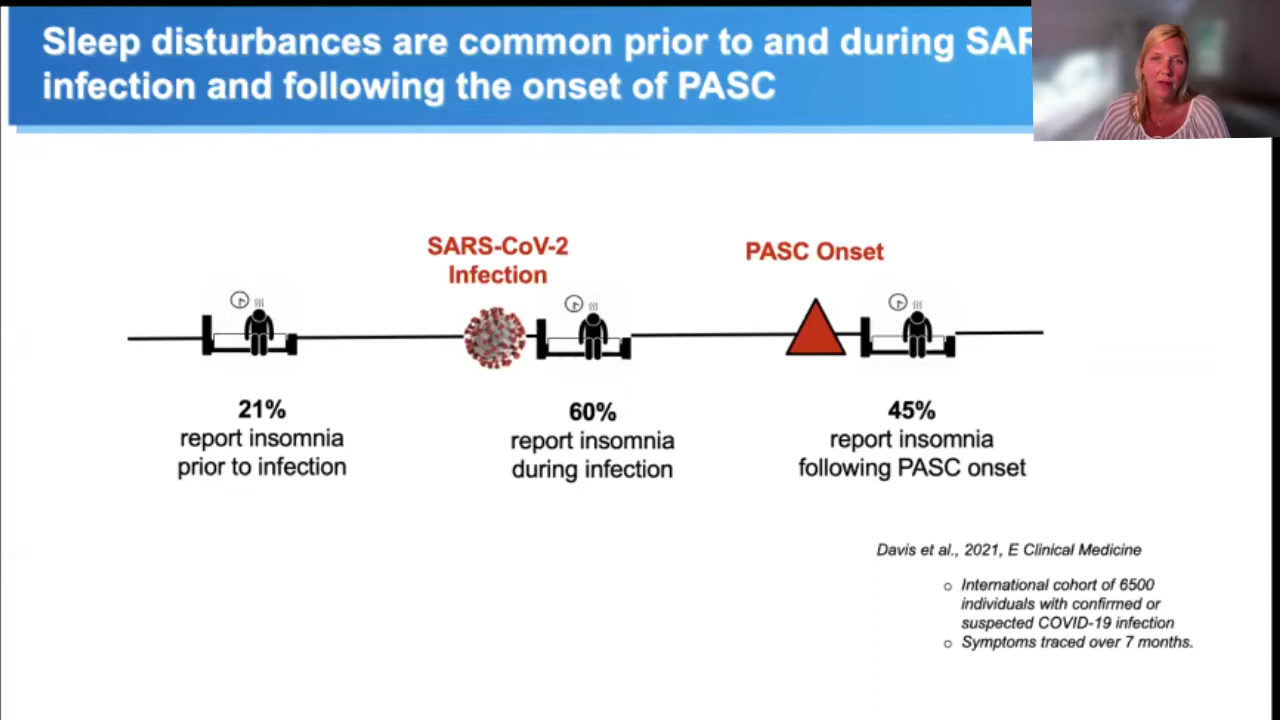 Sleep disturbances are common prior to and during
infection and following the onset of PASC
SARS-CoV-2
Infection
PASC Onset
21%
report insomnia
prior to infection
60%
report insomnia
during infection
45%
report insomnia
following PASC onset
Davis et al., 2021, E Clinical Medicine
o International cohort of 6500
individuals with confirmed or
suspected COVID-19 infection
o Symptoms traced over 7 months.